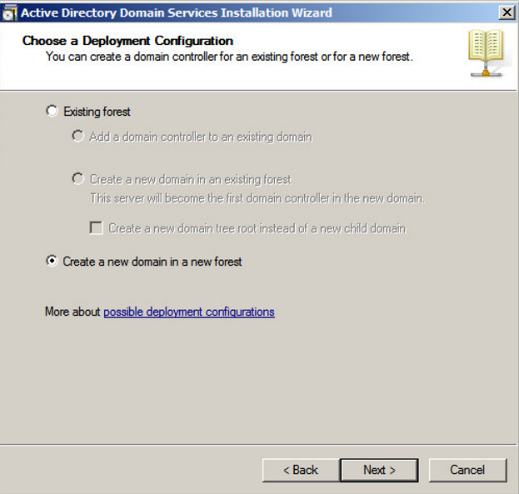 Active Directory Domain Services Installation Wizard
Choose a Deployment Configuration
You can create a domain controller for an existing forest or for a new forest.
Existing forest
Add a domain controller to an existing domain
Create a new domain in an existing forest
This server will become the first domain controller in the new domain.
Create a new domain tree root instead of a new child domain
Create a new domain in a new forest
More about possible deployment configurations
< Back Next > Cancel